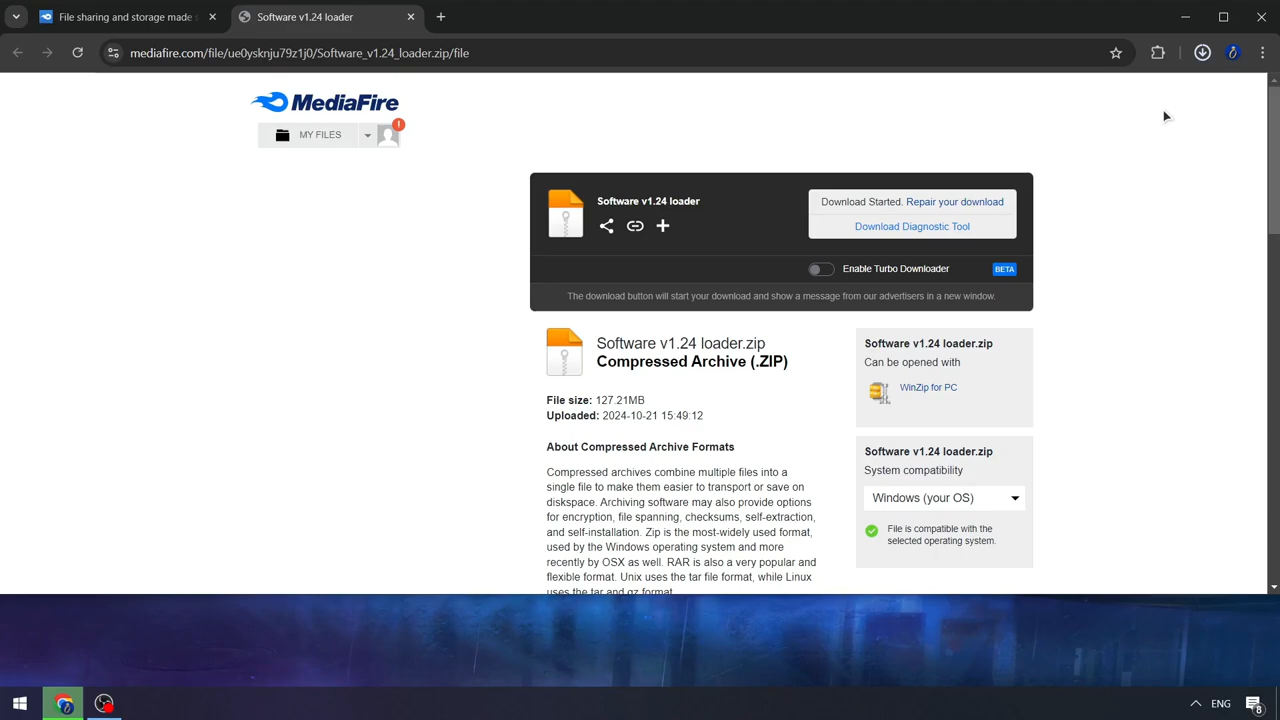 File sharing and storage made s
Software v1.24 loader
mediafire.com/file/ue0ysknju79z1j0/Software_v1.24_loader.zip/file
MediaFire
MY FILES
!
Software v1.24 loader
Download Started. Repair your download
Download Diagnostic Tool
Enable Turbo Downloader
BETA
The download button will start your download and show a message from our advertisers in a new window.
Software v1.24 loader.zip
Compressed Archive (.ZIP)
File size: 127.21MB
Uploaded: 2024-10-21 15:49:12
About Compressed Archive Formats
Compressed archives combine multiple files into a
single file to make them easier to transport or save on
diskspace. Archiving software may also provide options
for encryption, file spanning, checksums, self-extraction,
and self-installation. Zip is the most-widely used format,
used by the Windows operating system and more
recently by OSX as well. RAR is also a very popular and
flexible format. Unix uses the tar file format, while Linux
uses the tar and gz format.
Software v1.24 loader.zip
Can be opened with
WinZip for PC
Software v1.24 loader.zip
System compatibility
Windows (your OS)
File is compatible with the
selected operating system.
ENG
8